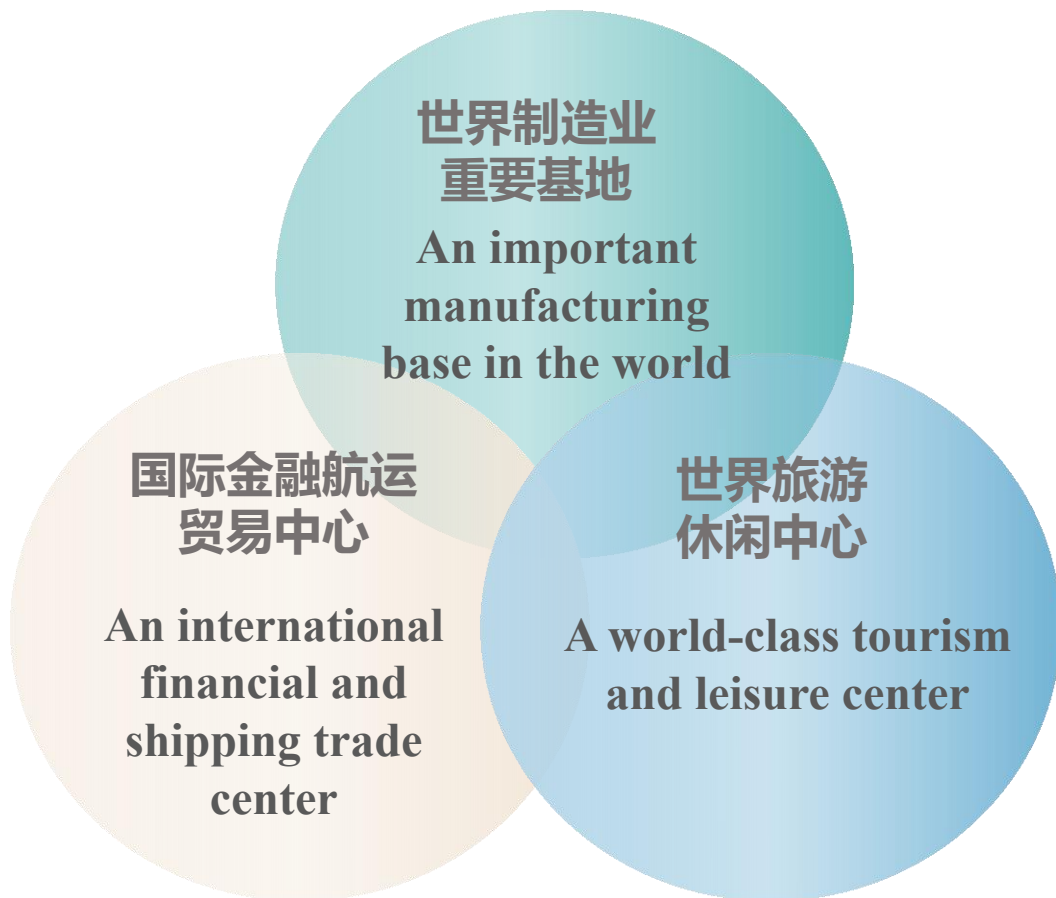 世界制造业
重要基地
An important
manufacturing
base in the world
国际金融航运
贸易中心
An international
financial and
shipping trade
center
世界旅游
休闲中心
A world-class tourism
and leisure center